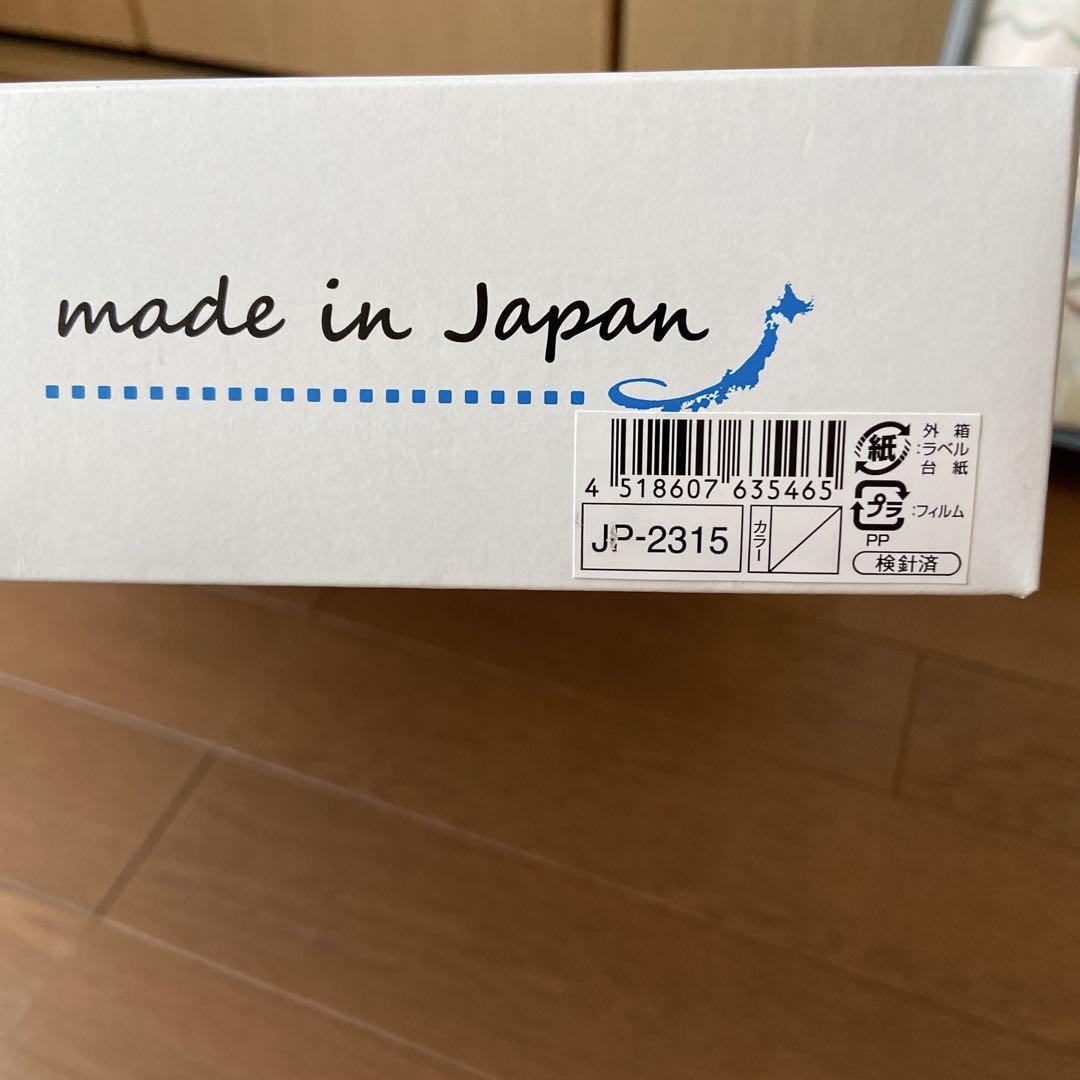 made in Japan
4 518607 635465
JP-2315
カラー
紙 外箱
:ラベル
台紙
プラ :フィルム
PP
検針済